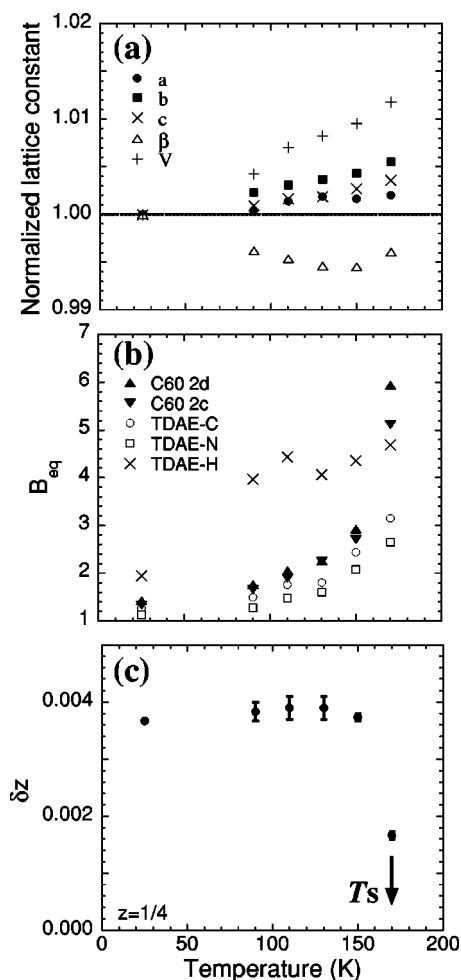 (a)
a
b
c
β
V
Normalized lattice constant
1.02
1.01
1.00
0.99
(b)
C60 2d
C60 2c
TDAE-C
TDAE-N
TDAE-H
Beq
7
6
5
4
3
2
1
(c)
δz
0.004
0.002
0.000
Ts
z=1/4
0 50 100 150 200
Temperature (K)